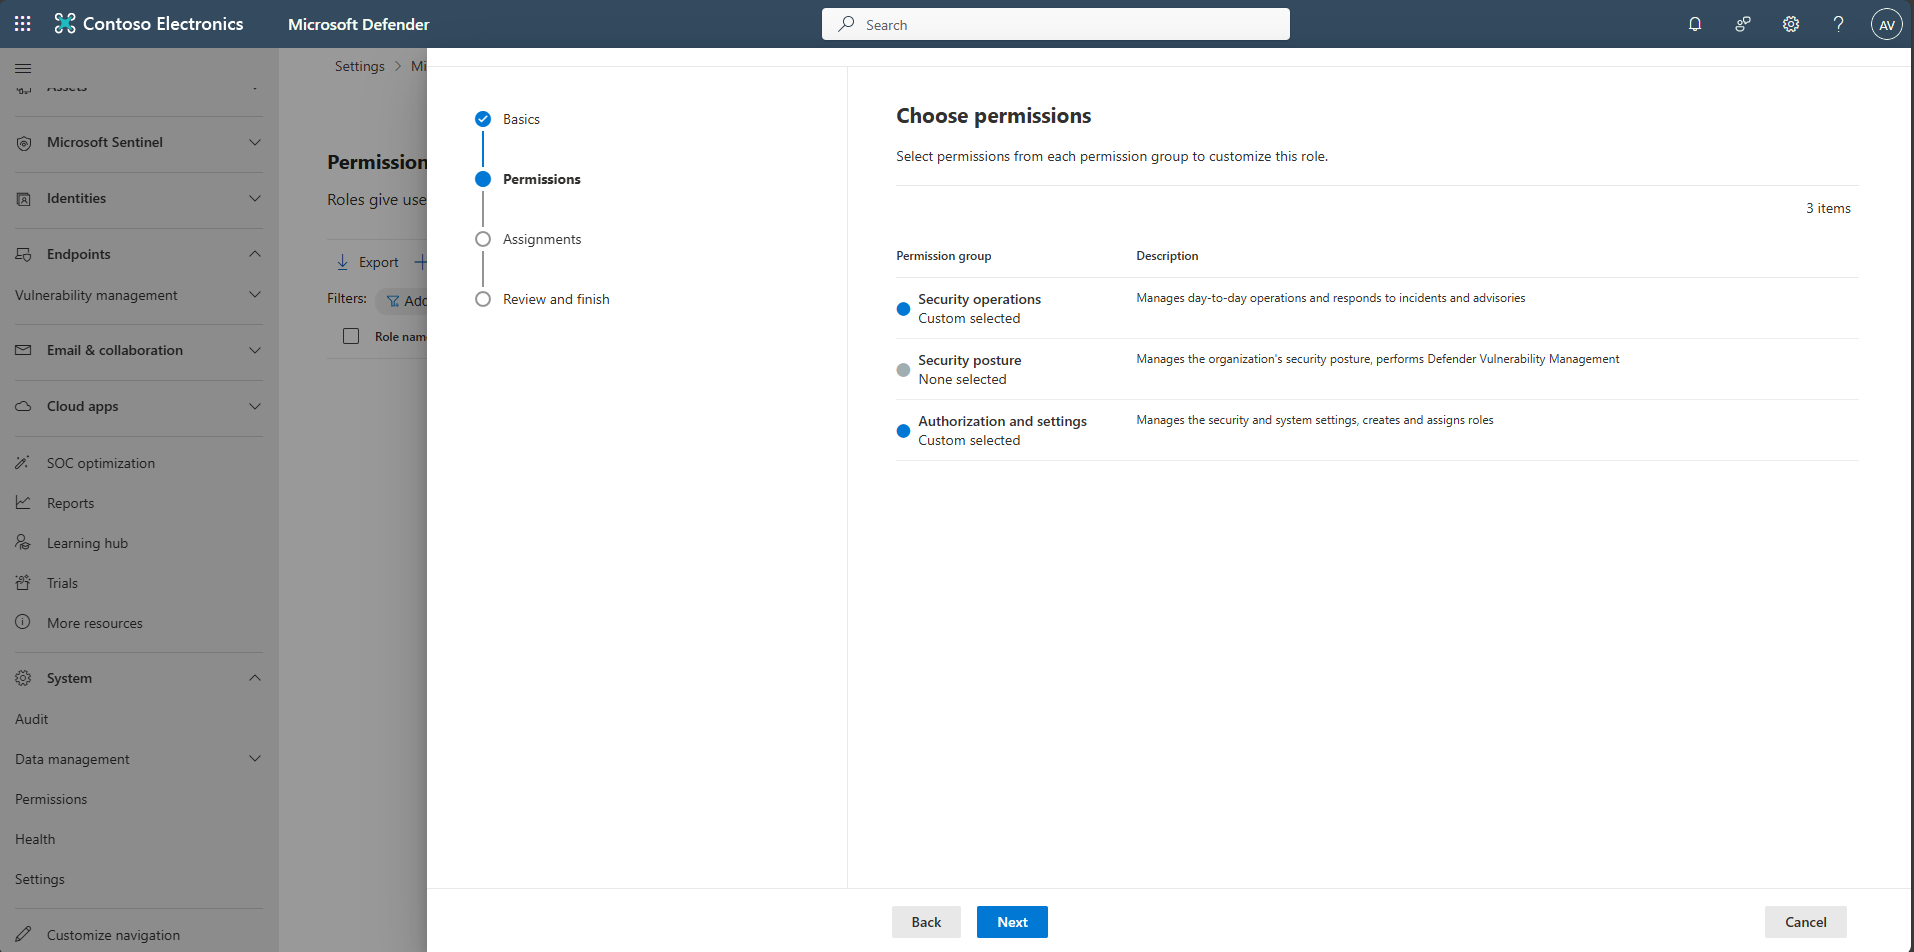 Contoso Electronics
Microsoft Defender
Search
AV
Assets
Microsoft Sentinel
Identities
Endpoints
Vulnerability management
Email & collaboration
Cloud apps
SOC optimization
Reports
Learning hub
Trials
More resources
System
Audit
Data management
Permissions
Health
Settings
Customize navigation
Settings > Mi
Permission
Roles give use
Export
Filters: Add
Role nam
Basics
Permissions
Assignments
Review and finish
Choose permissions
Select permissions from each permission group to customize this role.
3 items
Permission group Description
Security operations
Custom selected
Manages day-to-day operations and responds to incidents and advisories
Security posture
None selected
Manages the organization's security posture, performs Defender Vulnerability Management
Authorization and settings
Custom selected
Manages the security and system settings, creates and assigns roles
Back
Next
Cancel